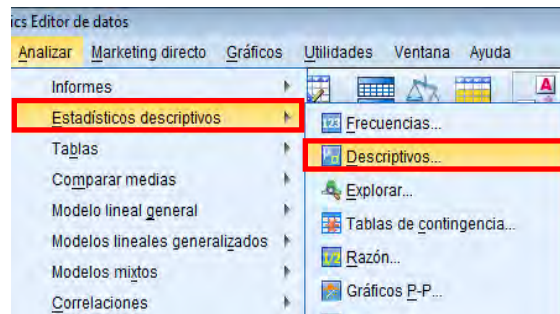 ics Editor de datos
Analizar Marketing directo Gráficos Utilidades Ventana Ayuda
Informes
Estadísticos descriptivos
Tablas
Comparar medias
Modelo lineal general
Modelos lineales generalizados
Modelos mixtos
Correlaciones
Frecuencias...
Descriptivos...
Explorar...
Tablas de contingencia...
Razón...
Gráficos P-P...